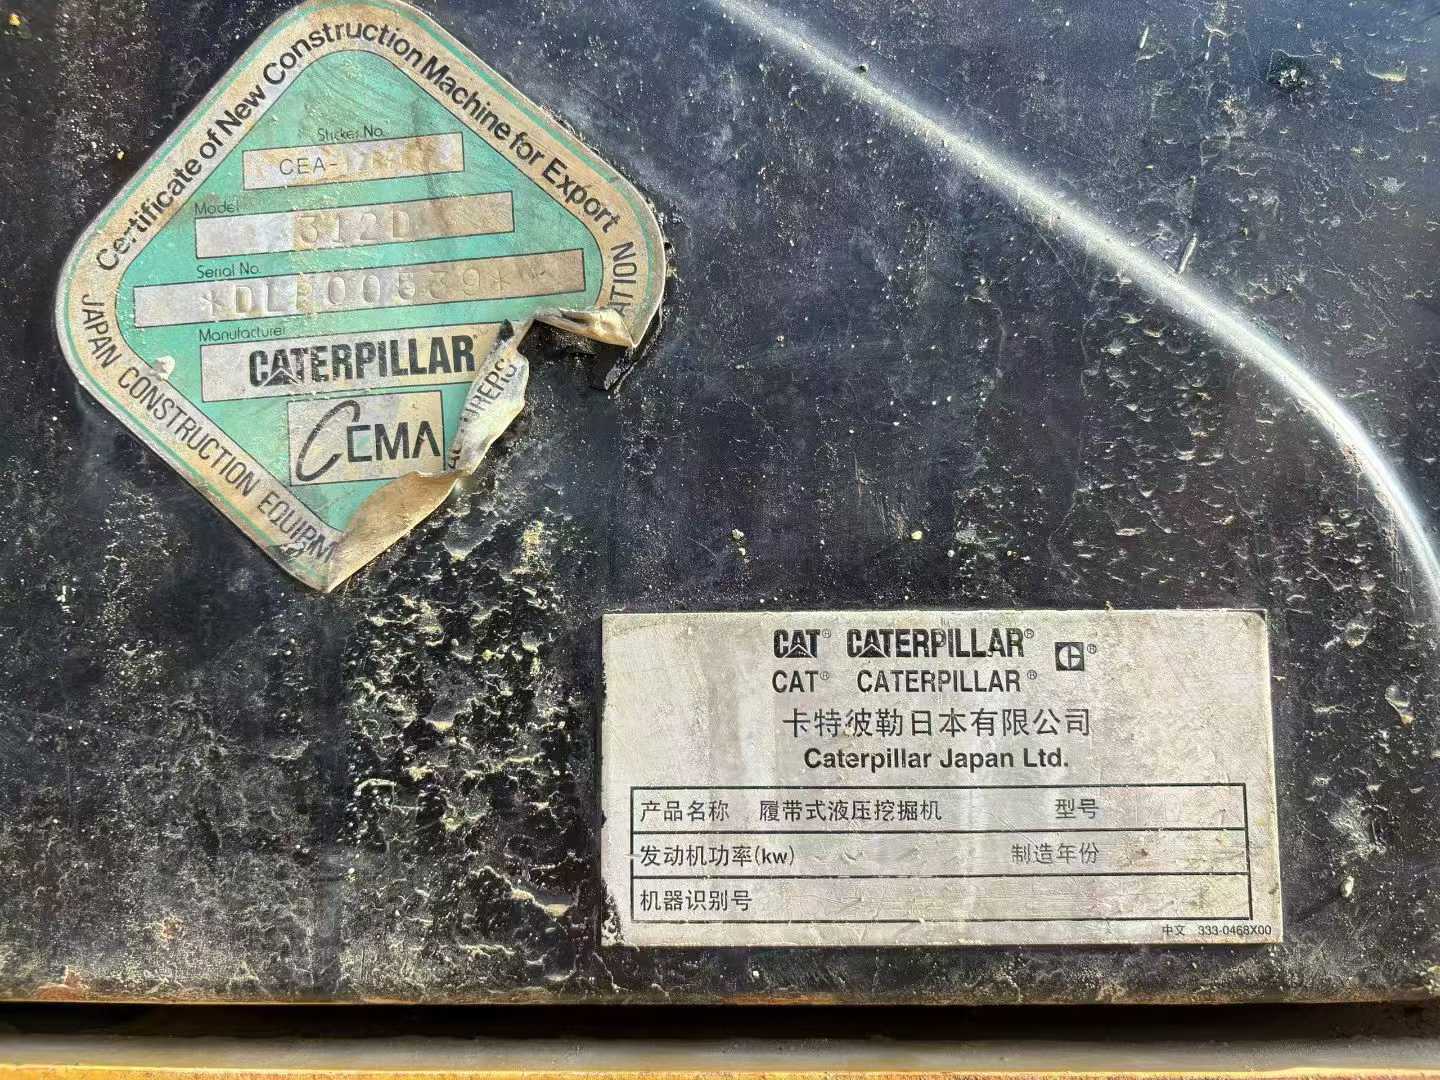 Certificate of New Construction Machine for Export
Sticker No.
CEA-
Model
312D
Serial No.
Manufacturer
CATERPILLAR
CEMA
JAPAN CONSTRUCTION EQUIPM
CAT® CATERPILLAR® CE®
CAT® CATERPILLAR®
卡特彼勒日本有限公司
Caterpillar Japan Ltd.
产品名称 履带式液压挖掘机 型号
发动机功率(kw) 制造年份
机器识别号
中文 333-0468X00